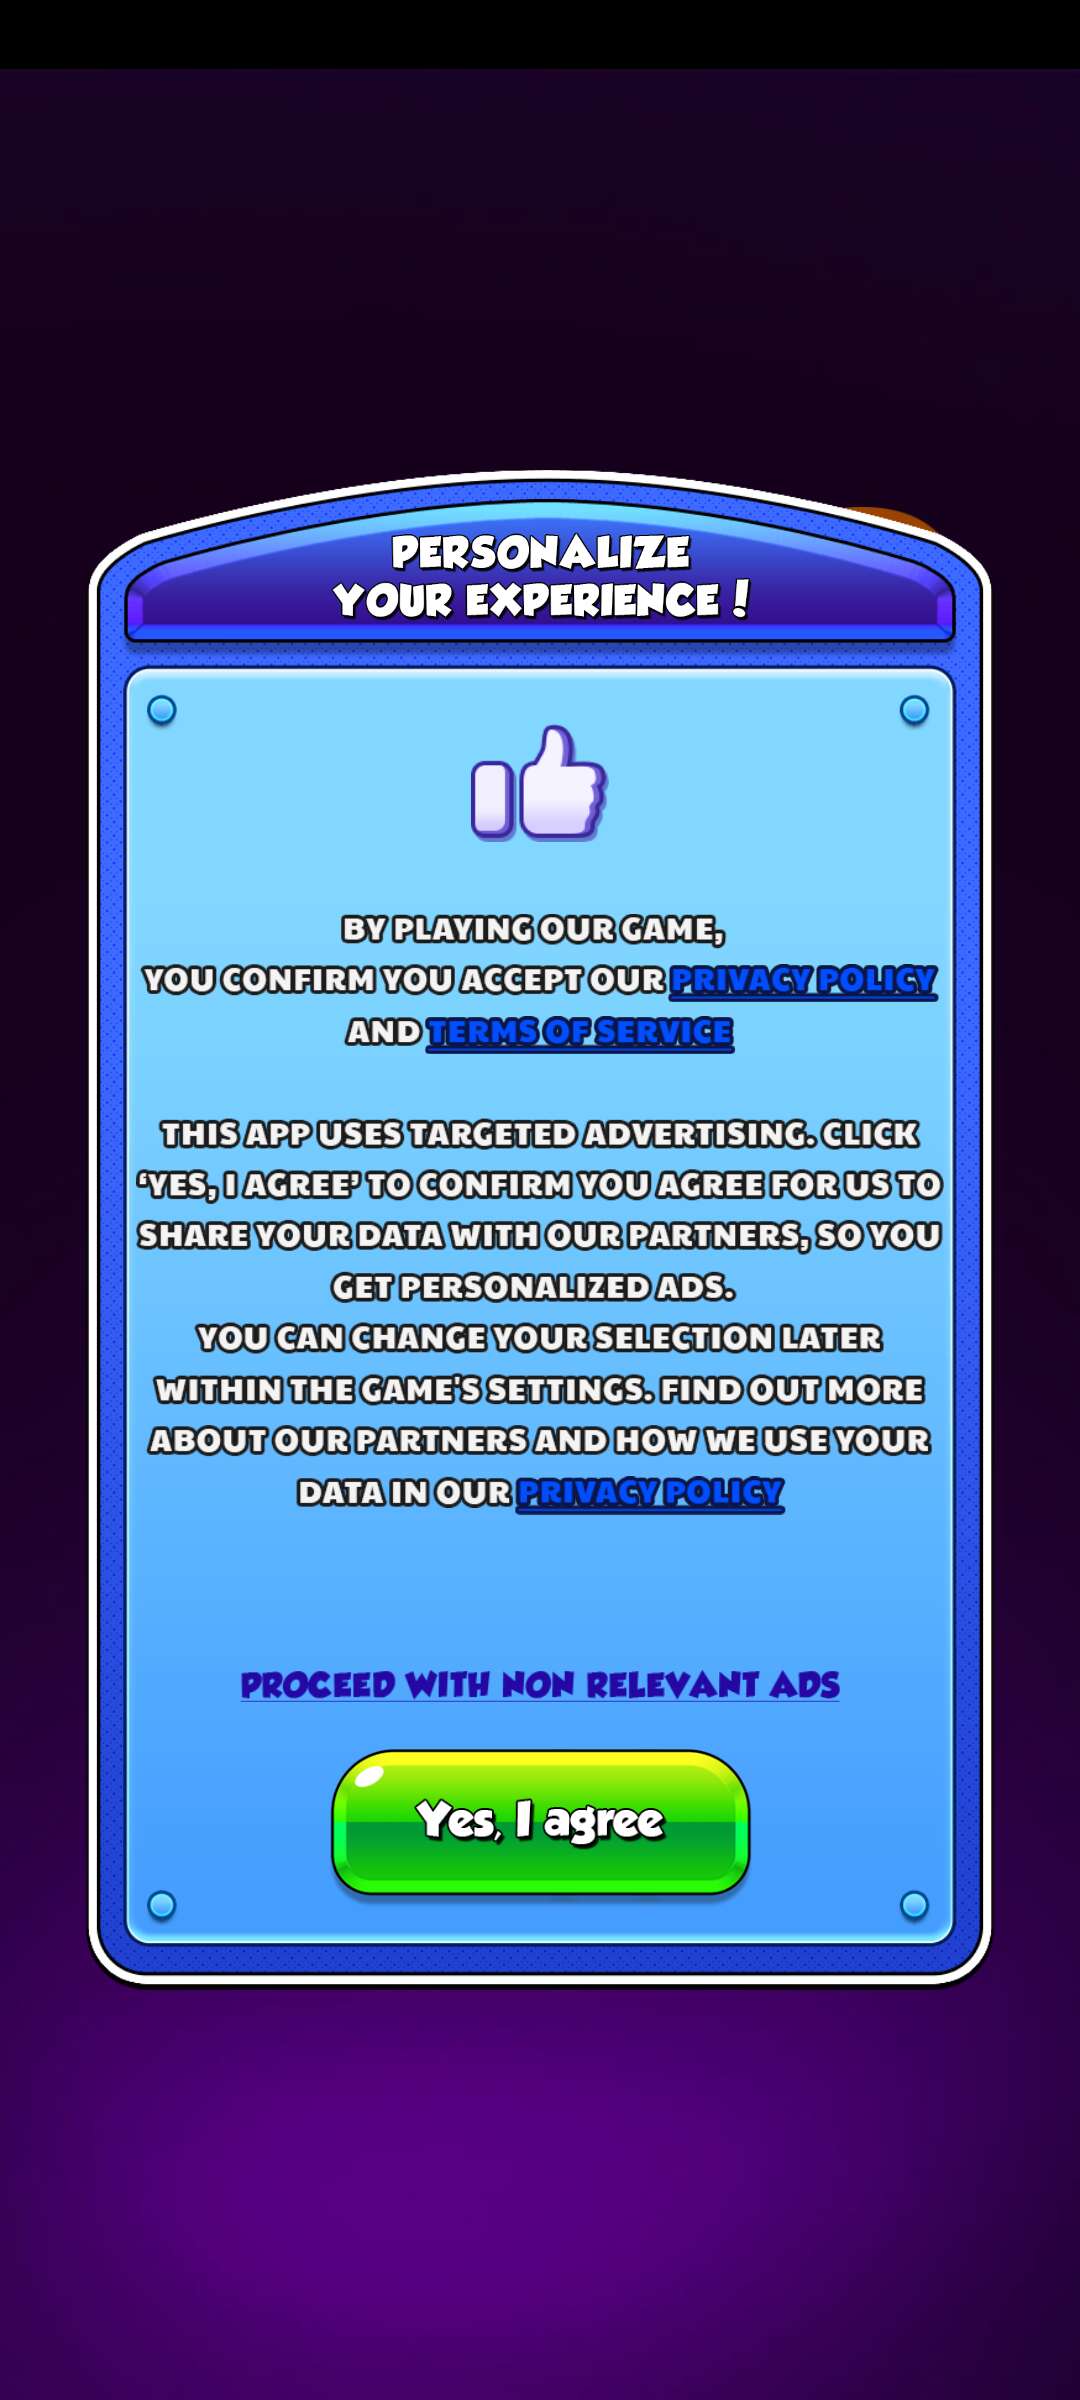 PERSONALIZE
YOUR EXPERIENCE!
BY PLAYING OUR GAME,
YOU CONFIRM YOU ACCEPT OUR PRIVACY POLICY
AND TERMS OF SERVICE
THIS APP USES TARGETED ADVERTISING. CLICK
‘YES, I AGREE’ TO CONFIRM YOU AGREE FOR US TO
SHARE YOUR DATA WITH OUR PARTNERS, SO YOU
GET PERSONALIZED ADS.
YOU CAN CHANGE YOUR SELECTION LATER
WITHIN THE GAME'S SETTINGS. FIND OUT MORE
ABOUT OUR PARTNERS AND HOW WE USE YOUR
DATA IN OUR PRIVACY POLICY
PROCEED WITH NON RELEVANT ADS
Yes, I agree